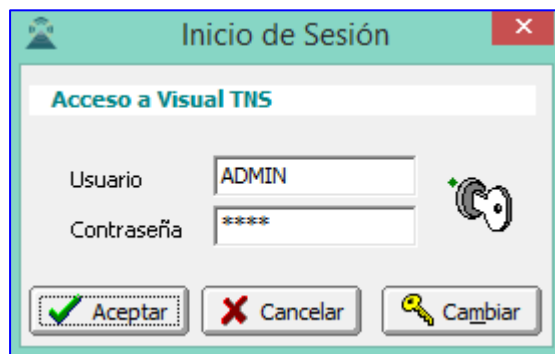 Inicio de Sesión
Acceso a Visual TNS
Usuario ADMIN
Contraseña ****
Aceptar Cancelar Cambiar